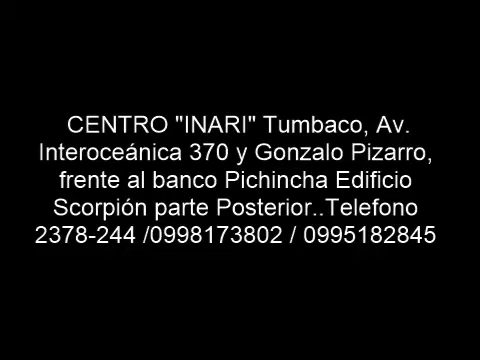 CENTRO "INARI" Tumbaco, Av.
Interoceánica 370 y Gonzalo Pizarro,
frente al banco Pichincha Edificio
Scorpión parte Posterior..Telefono
2378-244 /0998173802 / 0995182845